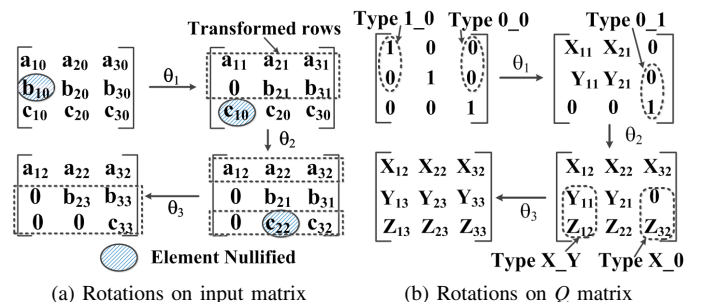 Transformed rows
Type 1_0 Type 0_0 Type 0_1
a10 a20 a30
b10 b20 b30
c10 c20 c30
θ1
a11 a21 a31
0 b21 b31
c10 c20 c30
θ2
a12 a22 a32
0 b21 b31
0 c22 c32
θ3
a12 a22 a32
0 b23 b33
0 0 c33
Element Nullified
(a) Rotations on input matrix
1 0 0
0 1 0
0 0 1
θ1
X11 X21 0
Y11 Y21 0
0 0 1
θ2
X12 X22 X32
Y11 Y21 0
Z12 Z22 Z32
θ3
X12 X22 X32
Y13 Y23 Y33
Z13 Z23 Z33
Type X_Y Type X_0
(b) Rotations on Q matrix